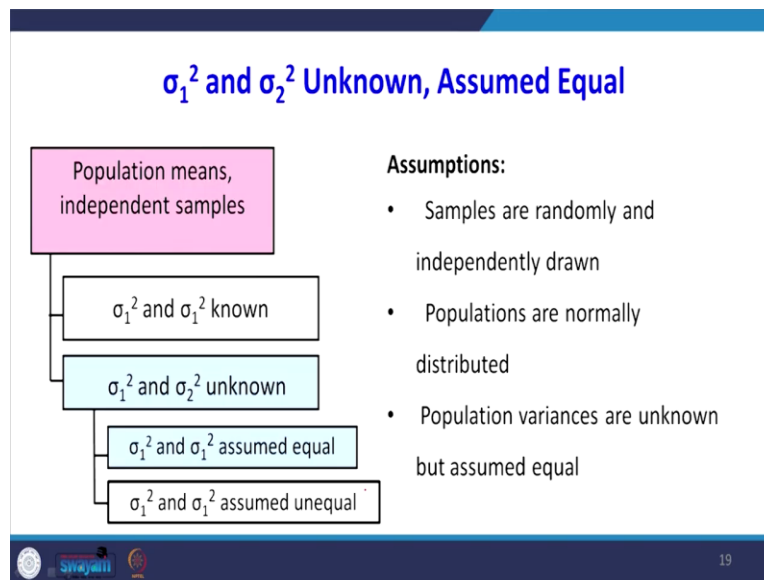 σ₁² and σ₂² Unknown, Assumed Equal
Population means,
independent samples
σ₁² and σ₁² known
σ₁² and σ₂² unknown
σ₁² and σ₁² assumed equal
σ₁² and σ₁² assumed unequal
Assumptions:
• Samples are randomly and
independently drawn
• Populations are normally
distributed
• Population variances are unknown
but assumed equal
swayam
19